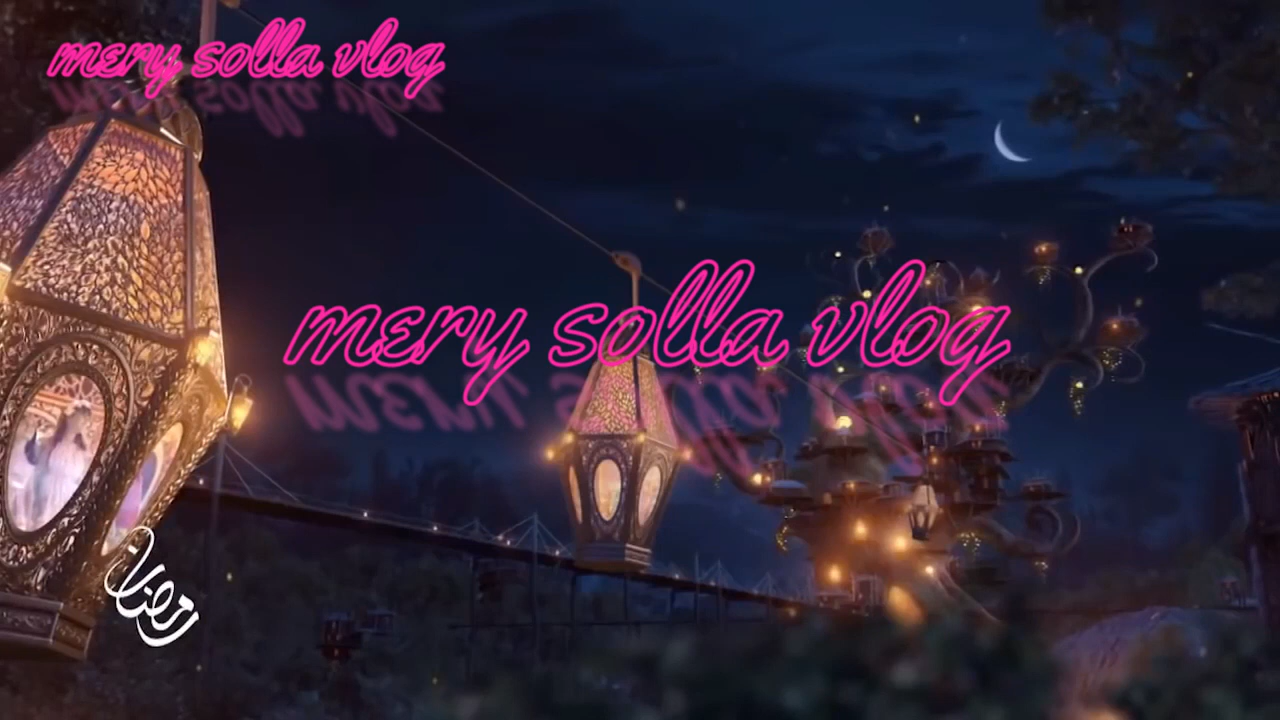 mery solla vlog
mery solla vlog
رمضان